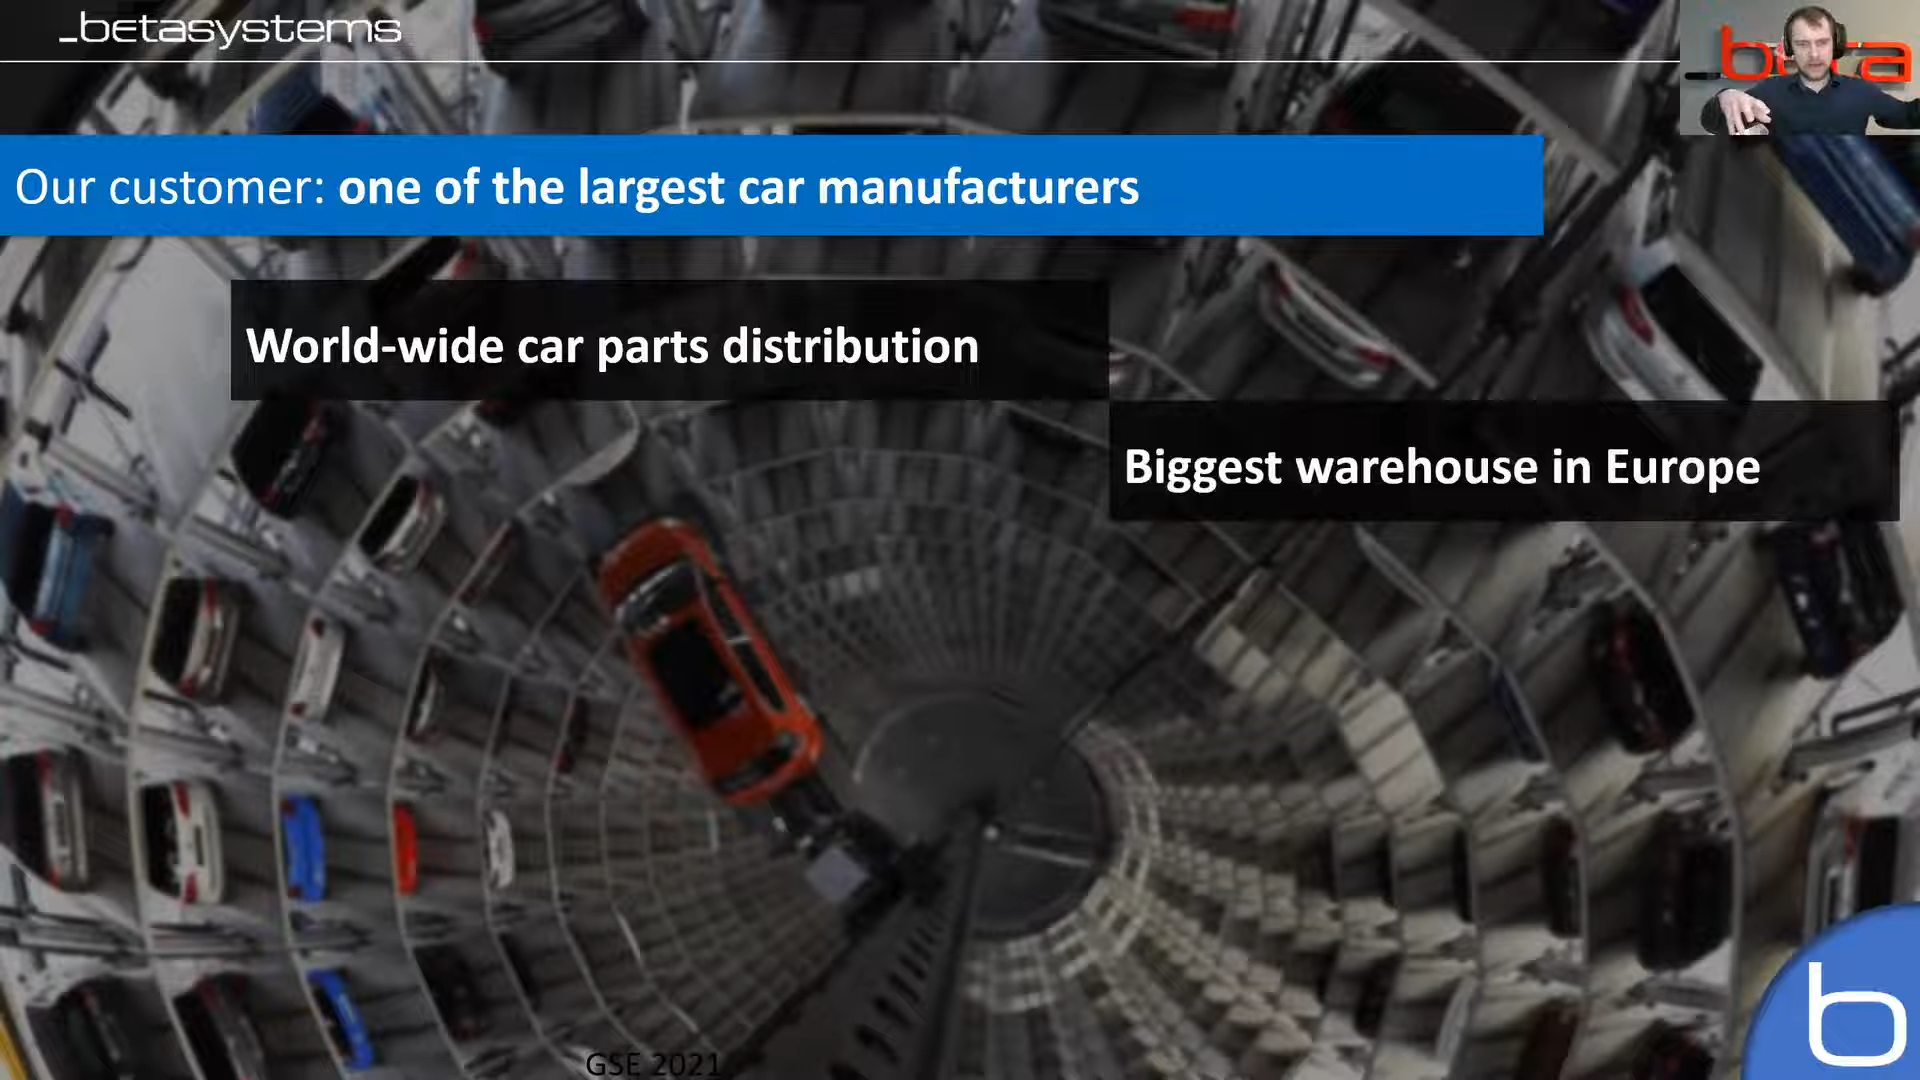 _betasystems
beta
Our customer: one of the largest car manufacturers
World-wide car parts distribution
Biggest warehouse in Europe
GSE 2021
b